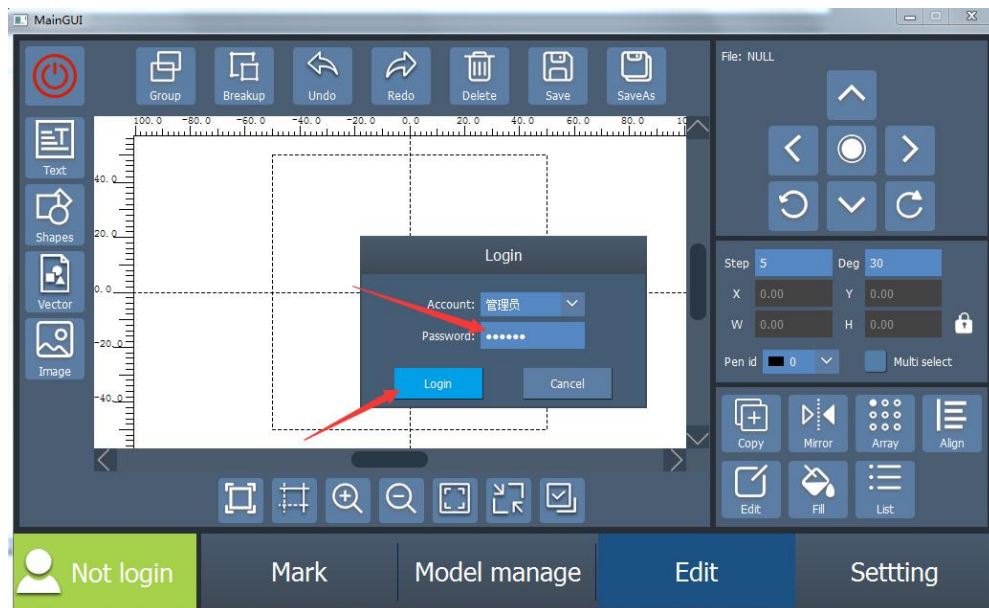 MainGUI
Group Breakup Undo Redo Delete Save SaveAs
File: NULL
100.0 -80.0 -60.0 -40.0 -20.0 0.0 20.0 40.0 60.0 80.0 10
Text
40.0
Shapes
20.0
Login
Step 5 Deg 30
Vector
0.0
X 0.00 Y 0.00
Account: 管理员
W 0.00 H 0.00
Password: ••••••
-20.0
Image
Pen id 0 Multi select
Login Cancel
-40.0
Copy Mirror Array Align
Edit Fill List
Not login Mark Model manage Edit Settting